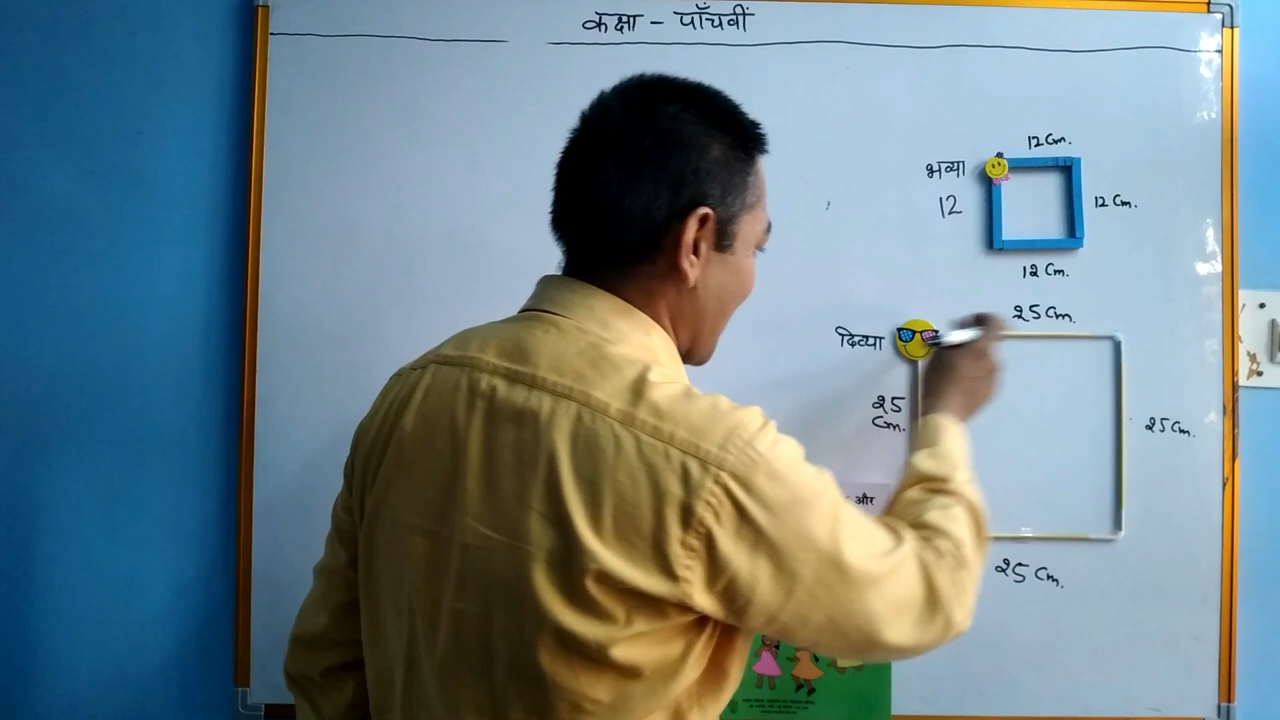 कक्षा - पाँचवीं
12 Cm.
भव्या
12
12 Cm.
12 Cm.
25 Cm.
दिव्या
25
Cm.
25 Cm.
और
25 Cm.